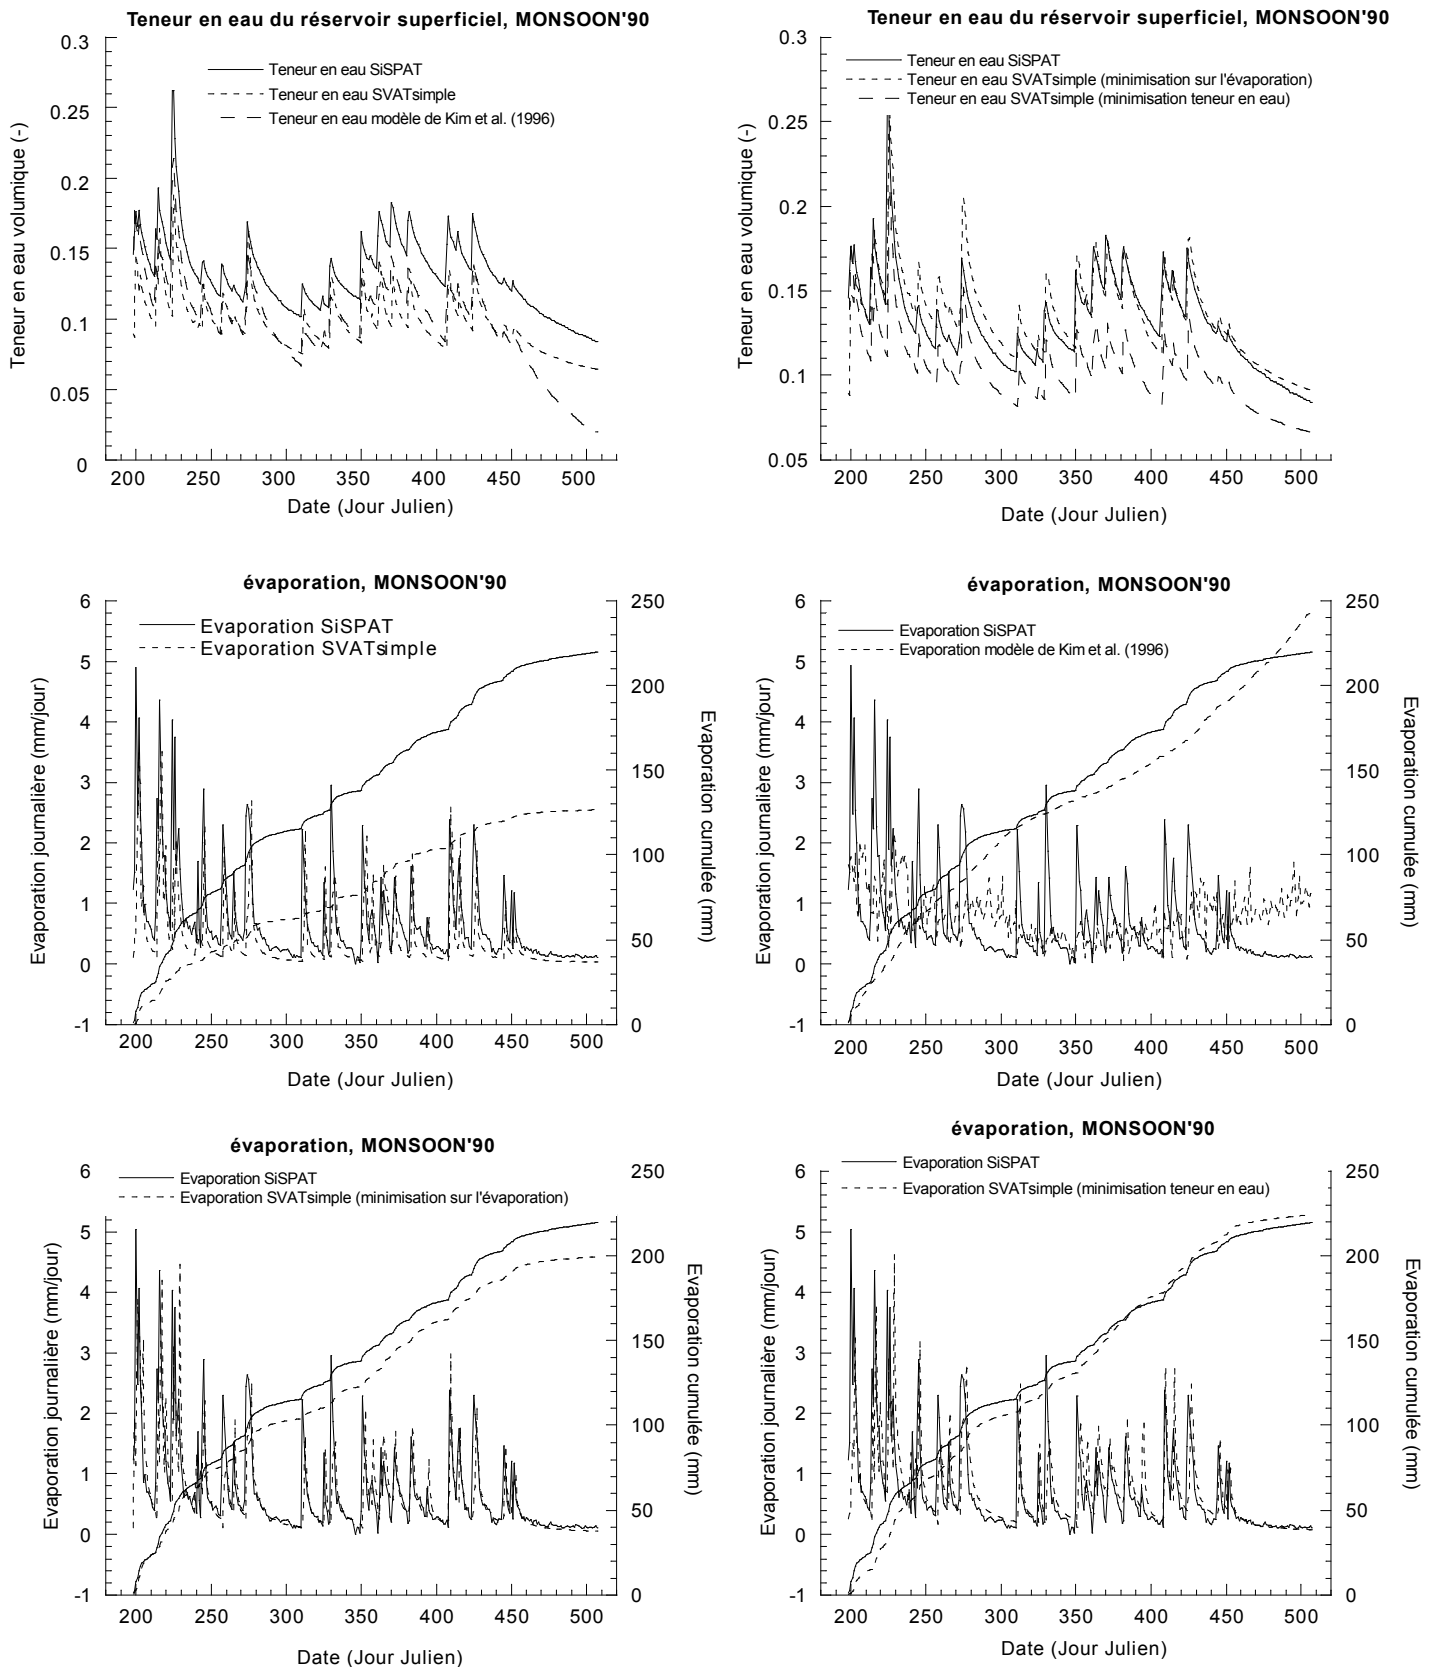 Teneur en eau du réservoir superficiel, MONSOON'90
0.3
0.25
0.2
0.15
0.1
0.05
0
Teneur en eau volumique (-)
Teneur en eau SiSPAT
Teneur en eau SVATsimple
Teneur en eau modèle de Kim et al. (1996)
200 250 300 350 400 450 500
Date (Jour Julien)
Teneur en eau du réservoir superficiel, MONSOON'90
0.3
0.25
0.2
0.15
0.1
0.05
Teneur en eau volumique (-)
Teneur en eau SiSPAT
Teneur en eau SVATsimple (minimisation sur l'évaporation)
Teneur en eau SVATsimple (minimisation teneur en eau)
200 250 300 350 400 450 500
Date (Jour Julien)
évaporation, MONSOON'90
6
5
4
3
2
1
0
-1
Evaporation journalière (mm/jour)
Evaporation SiSPAT
Evaporation SVATsimple
250
200
150
100
50
0
Evaporation cumulée (mm)
200 250 300 350 400 450 500
Date (Jour Julien)
évaporation, MONSOON'90
6
5
4
3
2
1
0
-1
Evaporation journalière (mm/jour)
Evaporation SiSPAT
Evaporation modèle de Kim et al. (1996)
250
200
150
100
50
0
Evaporation cumulée (mm)
200 250 300 350 400 450 500
Date (Jour Julien)
évaporation, MONSOON'90
6
5
4
3
2
1
0
-1
Evaporation journalière (mm/jour)
Evaporation SiSPAT
Evaporation SVATsimple (minimisation sur l'évaporation)
250
200
150
100
50
0
Evaporation cumulée (mm)
200 250 300 350 400 450 500
Date (Jour Julien)
évaporation, MONSOON'90
6
5
4
3
2
1
0
-1
Evaporation journalière (mm/jour)
Evaporation SiSPAT
Evaporation SVATsimple (minimisation teneur en eau)
250
200
150
100
50
0
Evaporation cumulée (mm)
200 250 300 350 400 450 500
Date (Jour Julien)